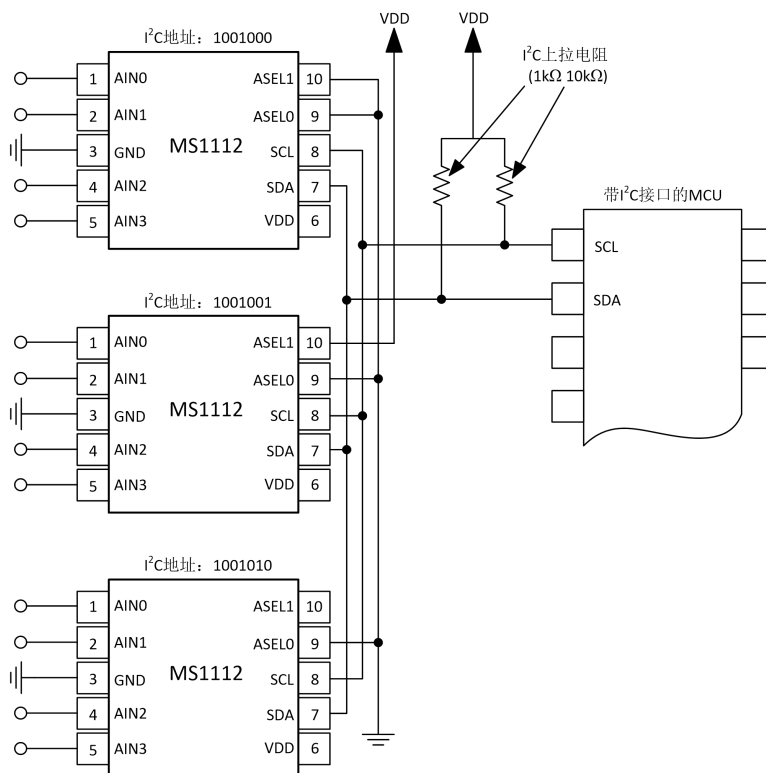 VDD
VDD
I²C地址：1001000
1 AIN0 ASEL1 10
2 AIN1 ASEL0 9
3 GND MS1112 SCL 8
4 AIN2 SDA 7
5 AIN3 VDD 6
I²C上拉电阻
(1kΩ 10kΩ)
带I²C接口的MCU
SCL
SDA
I²C地址：1001001
1 AIN0 ASEL1 10
2 AIN1 ASEL0 9
3 GND MS1112 SCL 8
4 AIN2 SDA 7
5 AIN3 VDD 6
I²C地址：1001010
1 AIN0 ASEL1 10
2 AIN1 ASEL0 9
3 GND MS1112 SCL 8
4 AIN2 SDA 7
5 AIN3 VDD 6